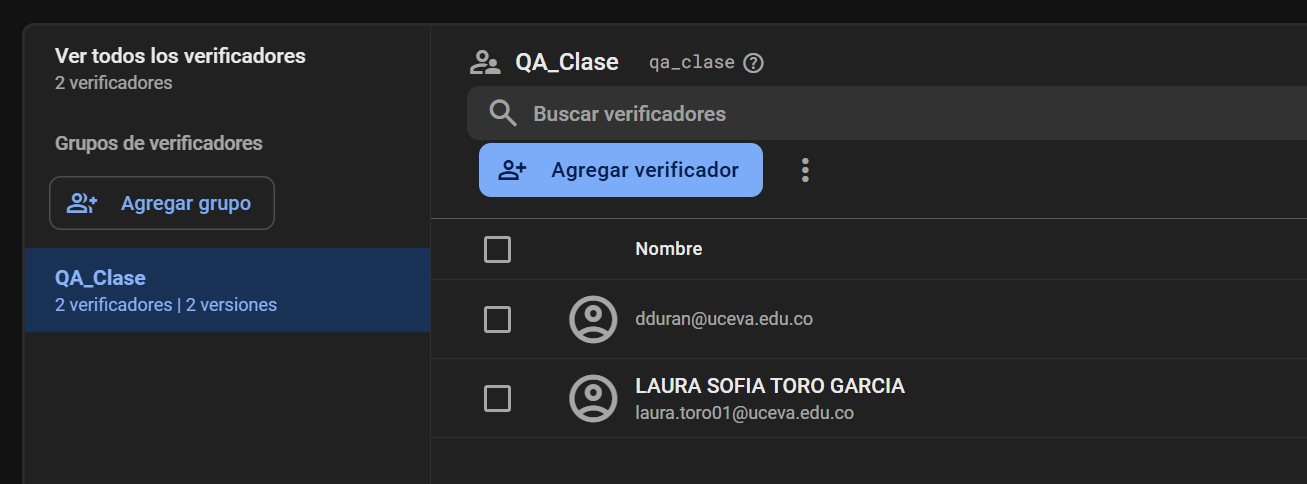 Ver todos los verificadores
2 verificadores
Grupos de verificadores
Agregar grupo
QA_Clase
2 verificadores | 2 versiones
QA_Clase qa_clase
Buscar verificadores
Agregar verificador
Nombre
dduran@uceva.edu.co
LAURA SOFIA TORO GARCIA
laura.toro01@uceva.edu.co